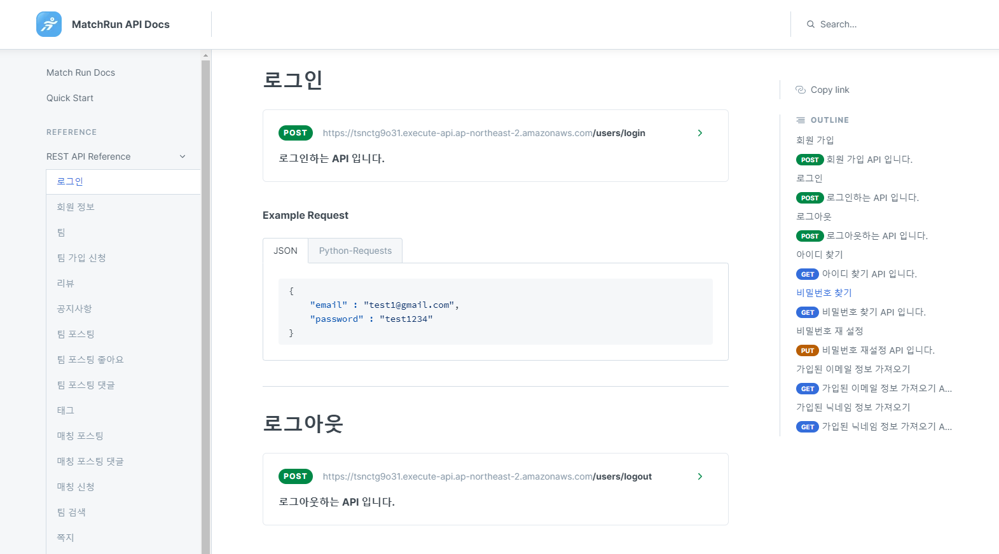 MatchRun API Docs
Search...
Match Run Docs
Quick Start
REFERENCE
REST API Reference
로그인
회원 정보
팀
팀 가입 신청
리뷰
공지사항
팀 포스팅
팀 포스팅 좋아요
팀 포스팅 댓글
태그
매칭 포스팅
매칭 포스팅 댓글
매칭 신청
팀 검색
쪽지
로그인
POST https://tsnctg9o31.execute-api.ap-northeast-2.amazonaws.com/users/login
로그인하는 API 입니다.
Example Request
JSON Python-Requests
{
"email" : "test1@gmail.com",
"password" : "test1234"
}
로그아웃
POST https://tsnctg9o31.execute-api.ap-northeast-2.amazonaws.com/users/logout
로그아웃하는 API 입니다.
Copy link
OUTLINE
회원 가입
POST 회원 가입 API 입니다.
로그인
POST 로그인하는 API 입니다.
로그아웃
POST 로그아웃하는 API 입니다.
아이디 찾기
GET 아이디 찾기 API 입니다.
비밀번호 찾기
GET 비밀번호 찾기 API 입니다.
비밀번호 재 설정
PUT 비밀번호 재설정 API 입니다.
가입된 이메일 정보 가져오기
GET 가입된 이메일 정보 가져오기 A...
가입된 닉네임 정보 가져오기
GET 가입된 닉네임 정보 가져오기 A...